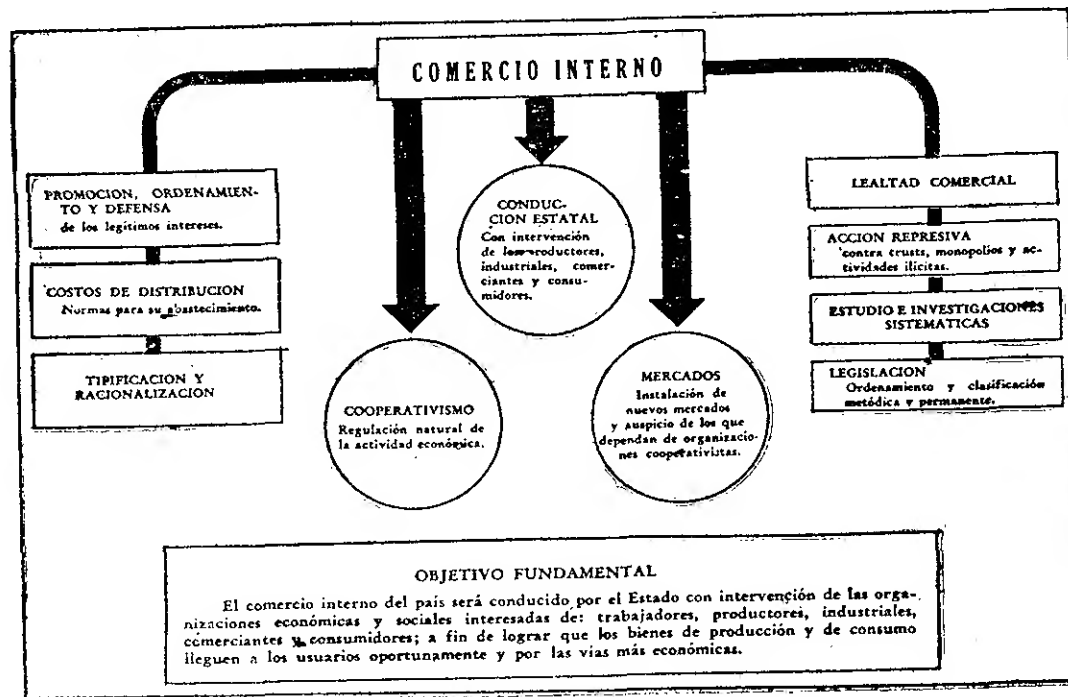 COMERCIO INTERNO
PROMOCION, ORDENAMIEN-
TO Y DEFENSA
de los legítimos intereses.
COSTOS DE DISTRIBUCION
Normas para su abastecimiento.
TIPIFICACION Y
RACIONALIZACION
COOPERATIVISMO
Regulación natural de
la actividad económica.
CONDUC-
CION ESTATAL
Con intervención
de los productores,
industriales, comer-
ciantes y consu-
midores.
MERCADOS
Instalación de
nuevos mercados
y auspicio de los que
dependan de organizacio-
nes cooperativistas.
LEALTAD COMERCIAL
ACCION REPRESIVA
contra trusts, monopolios y ac-
tividades ilícitas.
ESTUDIO E INVESTIGACIONES
SISTEMATICAS
LEGISLACION
Ordenamiento y clasificación
metódica y permanente.
OBJETIVO FUNDAMENTAL
El comercio interno del país será conducido por el Estado con intervención de las orga-
nizaciones económicas y sociales interesadas de: trabajadores, productores, industriales,
comerciantes y consumidores; a fin de lograr que los bienes de producción y de consumo
lleguen a los usuarios oportunamente y por las vías más económicas.